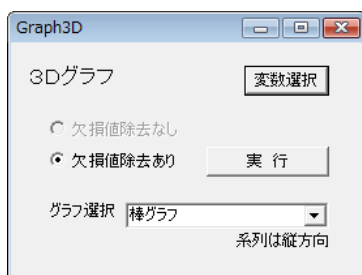 Graph3D
3Dグラフ
変数選択
欠損値除去なし
欠損値除去あり
実 行
グラフ選択
棒グラフ
系列は縦方向